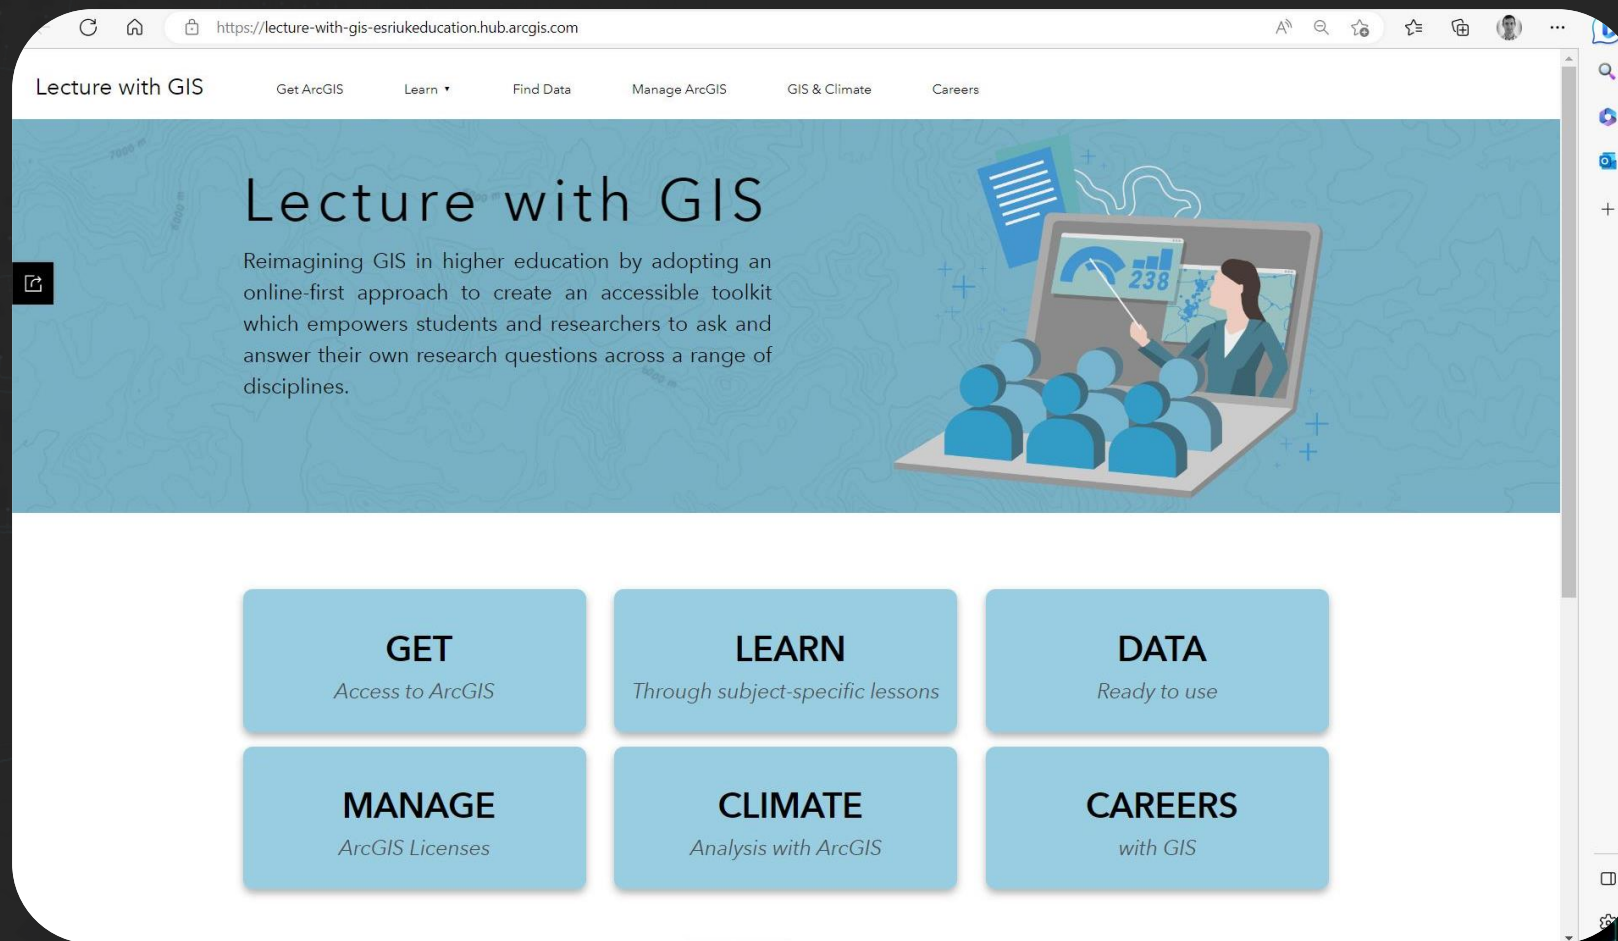 https://lecture-with-gis-esriukeducation.hub.arcgis.com
Lecture with GIS
Get ArcGIS
Learn
Find Data
Manage ArcGIS
GIS & Climate
Careers
Lecture with GIS
Reimagining GIS in higher education by adopting an
online-first approach to create an accessible toolkit
which empowers students and researchers to ask and
answer their own research questions across a range of
disciplines.
238
GET
Access to ArcGIS
LEARN
Through subject-specific lessons
DATA
Ready to use
MANAGE
ArcGIS Licenses
CLIMATE
Analysis with ArcGIS
CAREERS
with GIS